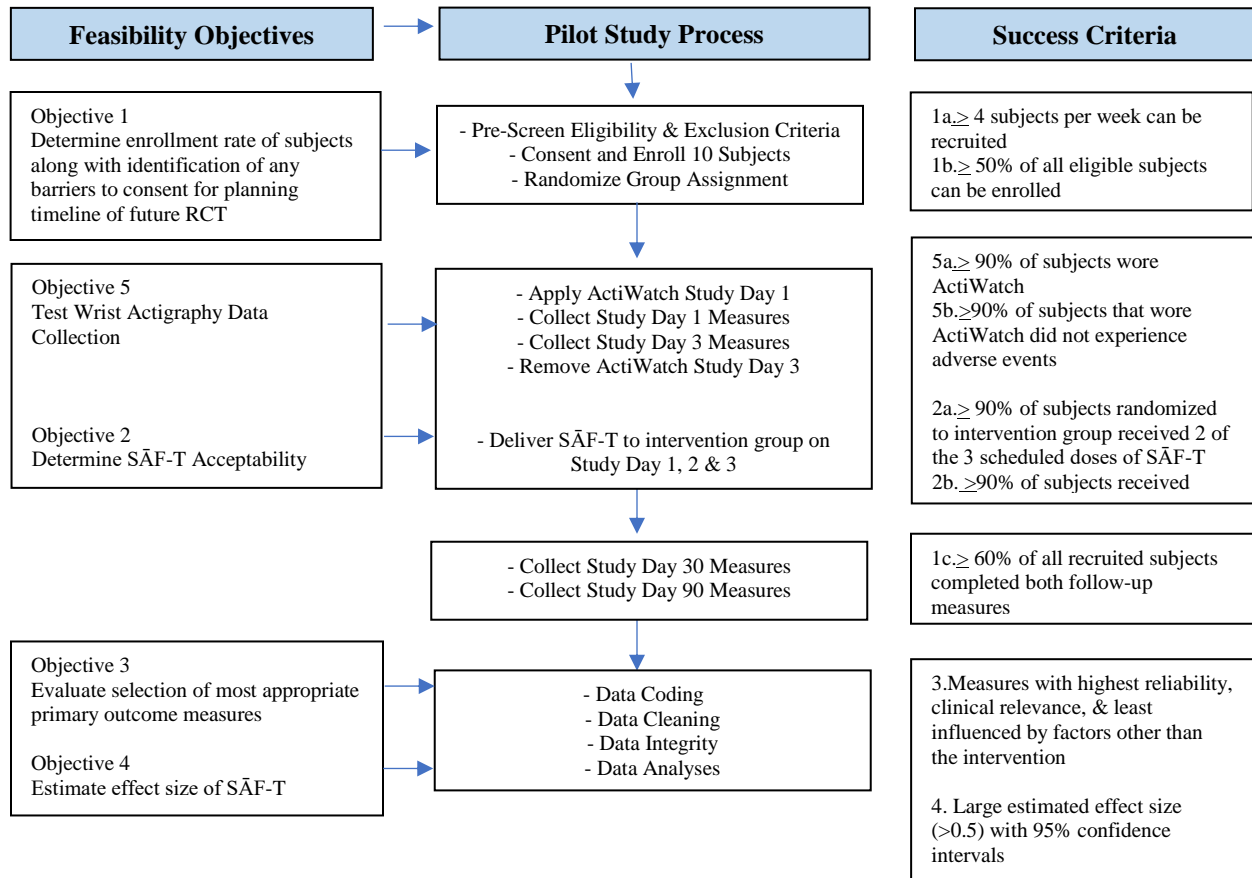 Feasibility Objectives
Pilot Study Process
Success Criteria
Objective 1
Determine enrollment rate of subjects
along with identification of any
barriers to consent for planning
timeline of future RCT
- Pre-Screen Eligibility & Exclusion Criteria
- Consent and Enroll 10 Subjects
- Randomize Group Assignment
1a.≥ 4 subjects per week can be
recruited
1b.≥ 50% of all eligible subjects
can be enrolled
Objective 5
Test Wrist Actigraphy Data
Collection
Objective 2
Determine SĀF-T Acceptability
- Apply ActiWatch Study Day 1
- Collect Study Day 1 Measures
- Collect Study Day 3 Measures
- Remove ActiWatch Study Day 3
- Deliver SĀF-T to intervention group on
Study Day 1, 2 & 3
5a.≥ 90% of subjects wore
ActiWatch
5b.≥90% of subjects that wore
ActiWatch did not experience
adverse events
2a.≥ 90% of subjects randomized
to intervention group received 2 of
the 3 scheduled doses of SĀF-T
2b. ≥90% of subjects received
- Collect Study Day 30 Measures
- Collect Study Day 90 Measures
1c.≥ 60% of all recruited subjects
completed both follow-up
measures
Objective 3
Evaluate selection of most appropriate
primary outcome measures
Objective 4
Estimate effect size of SĀF-T
- Data Coding
- Data Cleaning
- Data Integrity
- Data Analyses
3.Measures with highest reliability,
clinical relevance, & least
influenced by factors other than
the intervention
4. Large estimated effect size
(>0.5) with 95% confidence
intervals